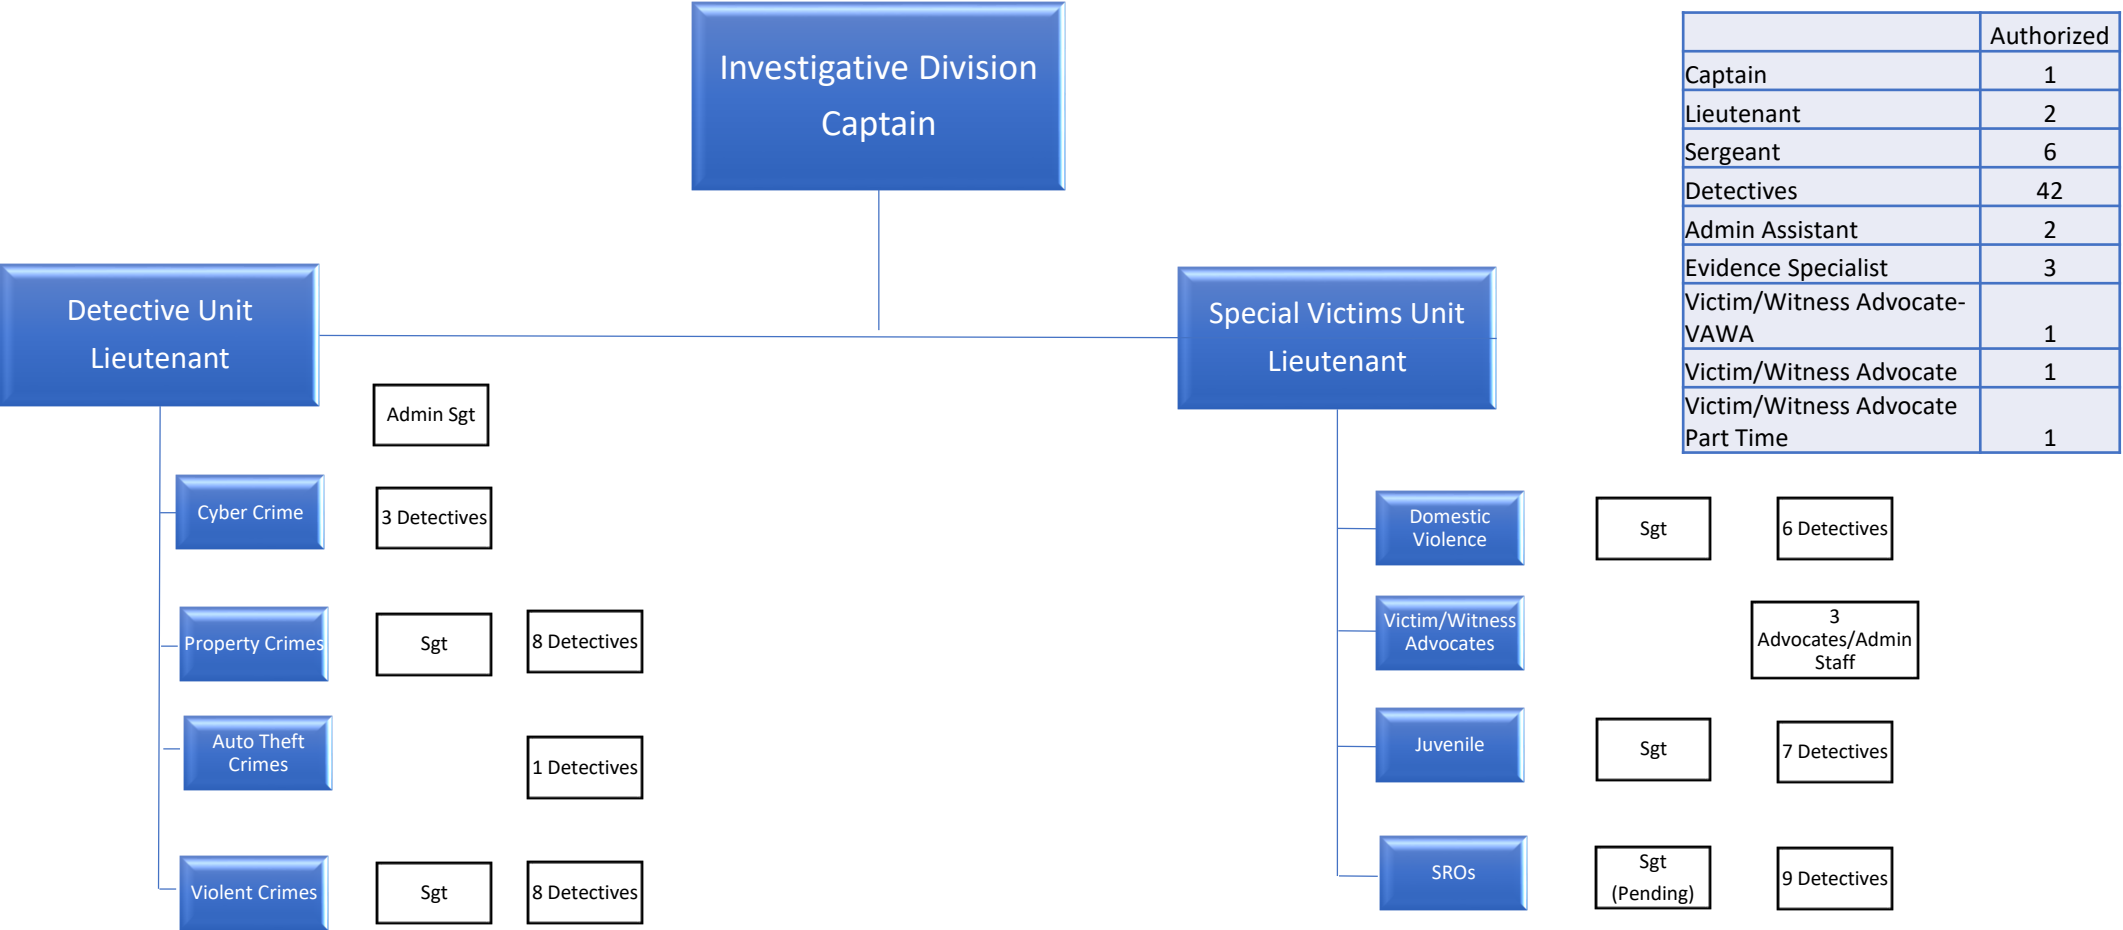 Investigative Division
Captain
Authorized
Captain 1
Lieutenant 2
Sergeant 6
Detectives 42
Admin Assistant 2
Evidence Specialist 3
Victim/Witness Advocate-
VAWA 1
Victim/Witness Advocate 1
Victim/Witness Advocate
Part Time 1
Detective Unit
Lieutenant
Admin Sgt
Cyber Crime
3 Detectives
Property Crimes
Sgt
8 Detectives
Auto Theft
Crimes
1 Detectives
Violent Crimes
Sgt
8 Detectives
Special Victims Unit
Lieutenant
Domestic
Violence
Sgt
6 Detectives
Victim/Witness
Advocates
3
Advocates/Admin
Staff
Juvenile
Sgt
7 Detectives
SROs
Sgt
(Pending)
9 Detectives